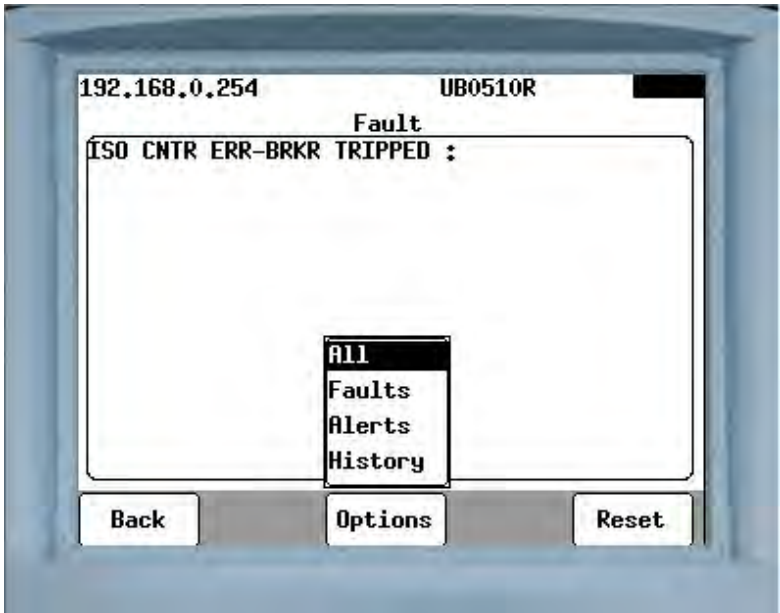 192.168.0.254 UB0510R
Fault
ISO CNTR ERR-BRKR TRIPPED :
All
Faults
Alerts
History
Back Options Reset